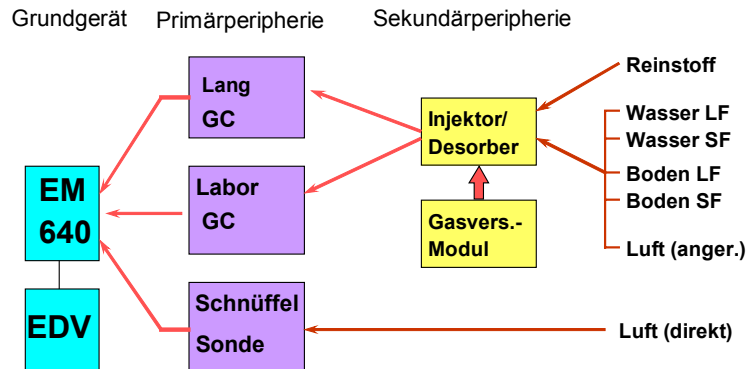 Grundgerät
Primärperipherie
Sekundärperipherie
Lang
GC
Labor
GC
Schnüffel
Sonde
EM
640
EDV
Injektor/
Desorber
Gasvers.-
Modul
Reinstoff
Wasser LF
Wasser SF
Boden LF
Boden SF
Luft (anger.)
Luft (direkt)